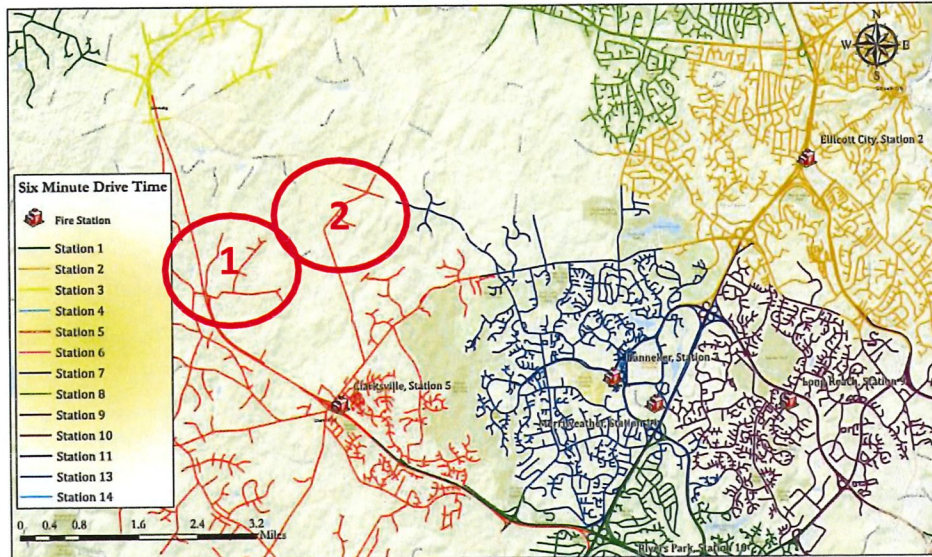 N
W E
S
Ellicott City, Station 2
Six Minute Drive Time
Fire Station
Station 1
Station 2
Station 3
Station 4
Station 5
Station 6
Station 7
Station 8
Station 9
Station 10
Station 11
Station 13
Station 14
2
1
Banneker, Station 7
Clarksville, Station 5
Long Reach, Station 9
Merriweather, Station
Rivers Park, Station 10
0 0.4 0.8 1.6 2.4 3.2
Miles